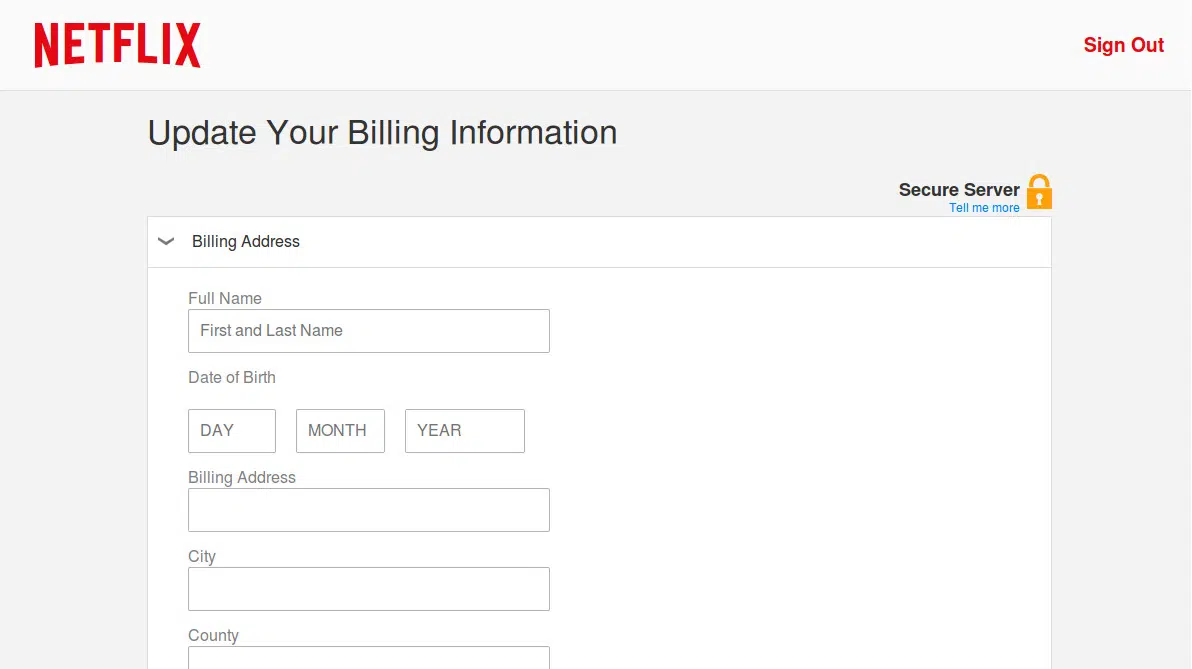 NETFLIX
Sign Out
Update Your Billing Information
Secure Server
Tell me more
Billing Address
Full Name
First and Last Name
Date of Birth
DAY MONTH YEAR
Billing Address
City
County